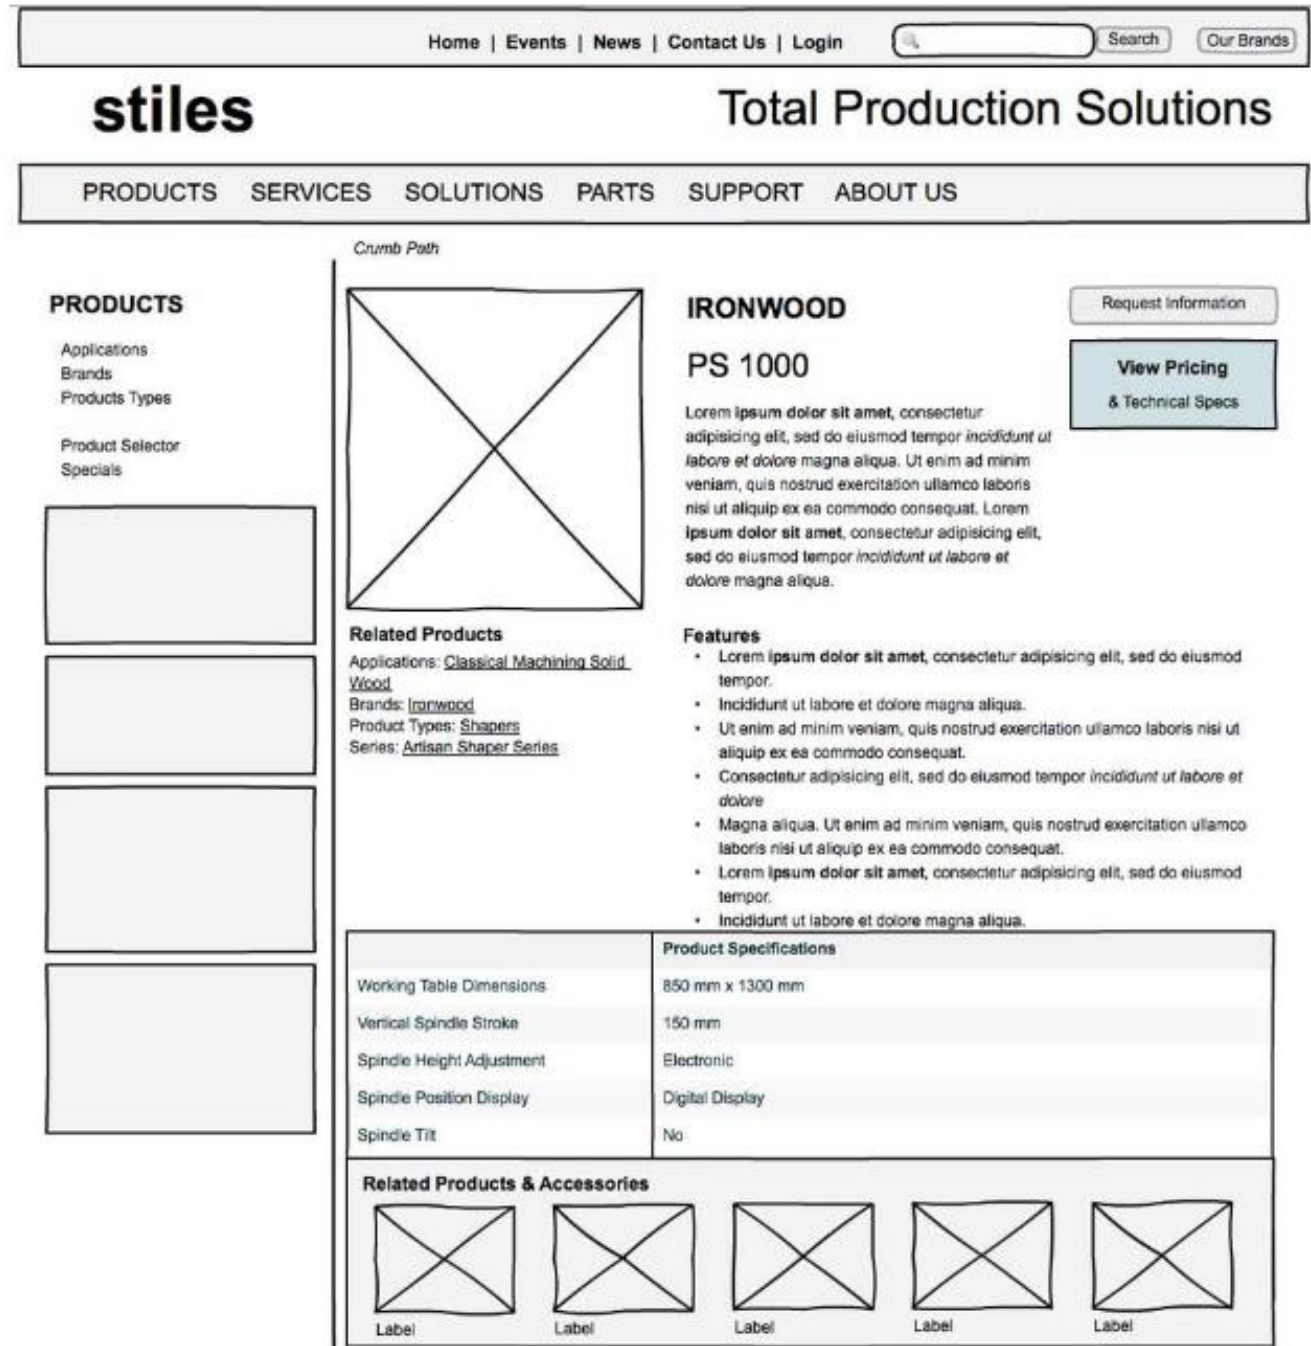 Home | Events | News | Contact Us | Login
Search
Our Brands
stiles
Total Production Solutions
PRODUCTS SERVICES SOLUTIONS PARTS SUPPORT ABOUT US
Crumb Path
PRODUCTS
Applications
Brands
Products Types
Product Selector
Specials
IRONWOOD
PS 1000
Lorem ipsum dolor sit amet, consectetur
adipisicing elit, sed do eiusmod tempor incididunt ut
labore et dolore magna aliqua. Ut enim ad minim
veniam, quis nostrud exercitation ullamco laboris
nisi ut aliquip ex ea commodo consequat. Lorem
ipsum dolor sit amet, consectetur adipisicing elit,
sed do eiusmod tempor incididunt ut labore et
dolore magna aliqua.
Request Information
View Pricing
& Technical Specs
Related Products
Applications: Classical Machining Solid
Wood
Brands: Ironwood
Product Types: Shapers
Series: Artisan Shaper Series
Features
• Lorem ipsum dolor sit amet, consectetur adipisicing elit, sed do eiusmod
tempor.
• Incididunt ut labore et dolore magna aliqua.
• Ut enim ad minim veniam, quis nostrud exercitation ullamco laboris nisi ut
aliquip ex ea commodo consequat.
• Consectetur adipisicing elit, sed do eiusmod tempor incididunt ut labore et
dolore
• Magna aliqua. Ut enim ad minim veniam, quis nostrud exercitation ullamco
laboris nisi ut aliquip ex ea commodo consequat.
• Lorem ipsum dolor sit amet, consectetur adipisicing elit, sed do eiusmod
tempor.
• Incididunt ut labore et dolore magna aliqua.
Product Specifications
Working Table Dimensions 850 mm x 1300 mm
Vertical Spindle Stroke 150 mm
Spindle Height Adjustment Electronic
Spindle Position Display Digital Display
Spindle Tilt No
Related Products & Accessories
Label Label Label Label Label